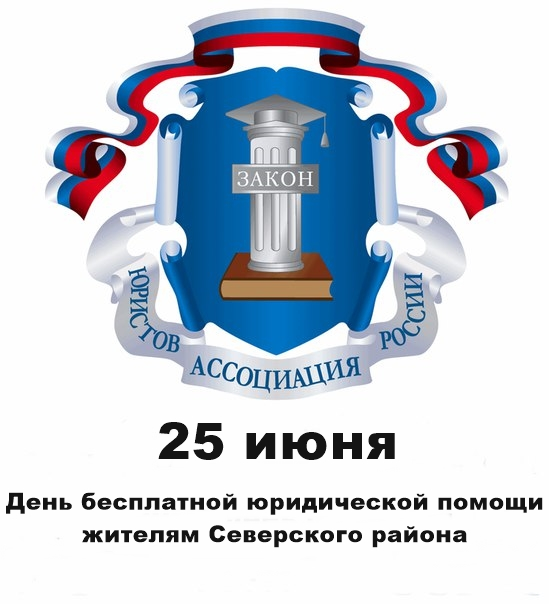 ЗАКОН
ЮРИСТОВ АССОЦИАЦИЯ РОССИИ
25 июня
День бесплатной юридической помощи
жителям Северского района